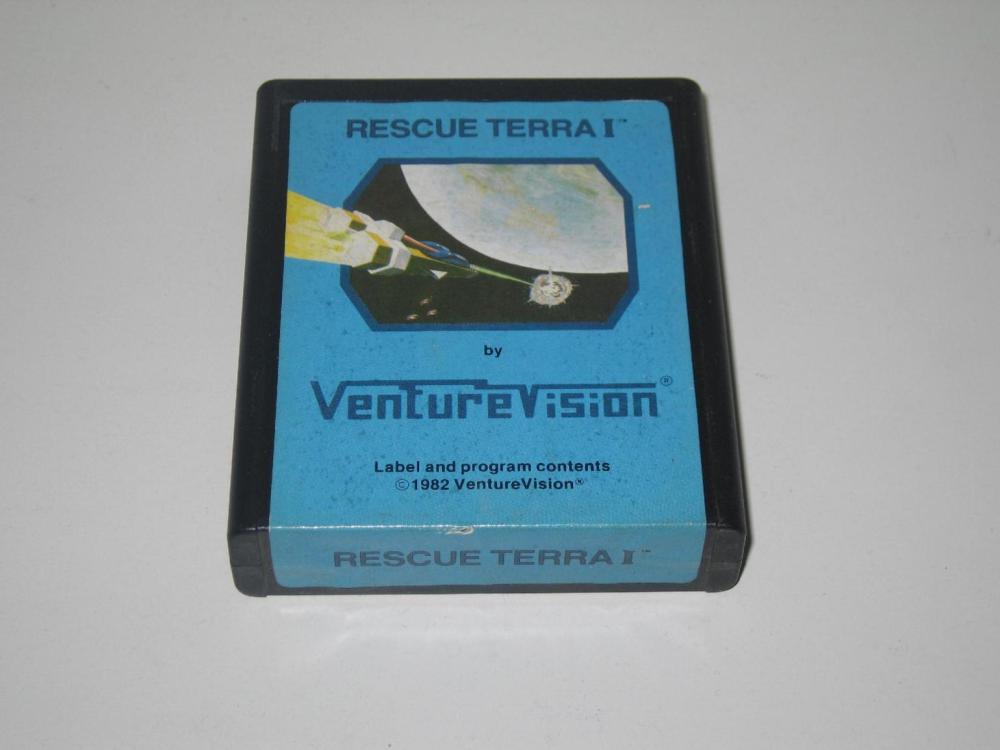 RESCUE TERRA I™
by
VentureVision®
Label and program contents
©1982 VentureVision®
RESCUE TERRA I™